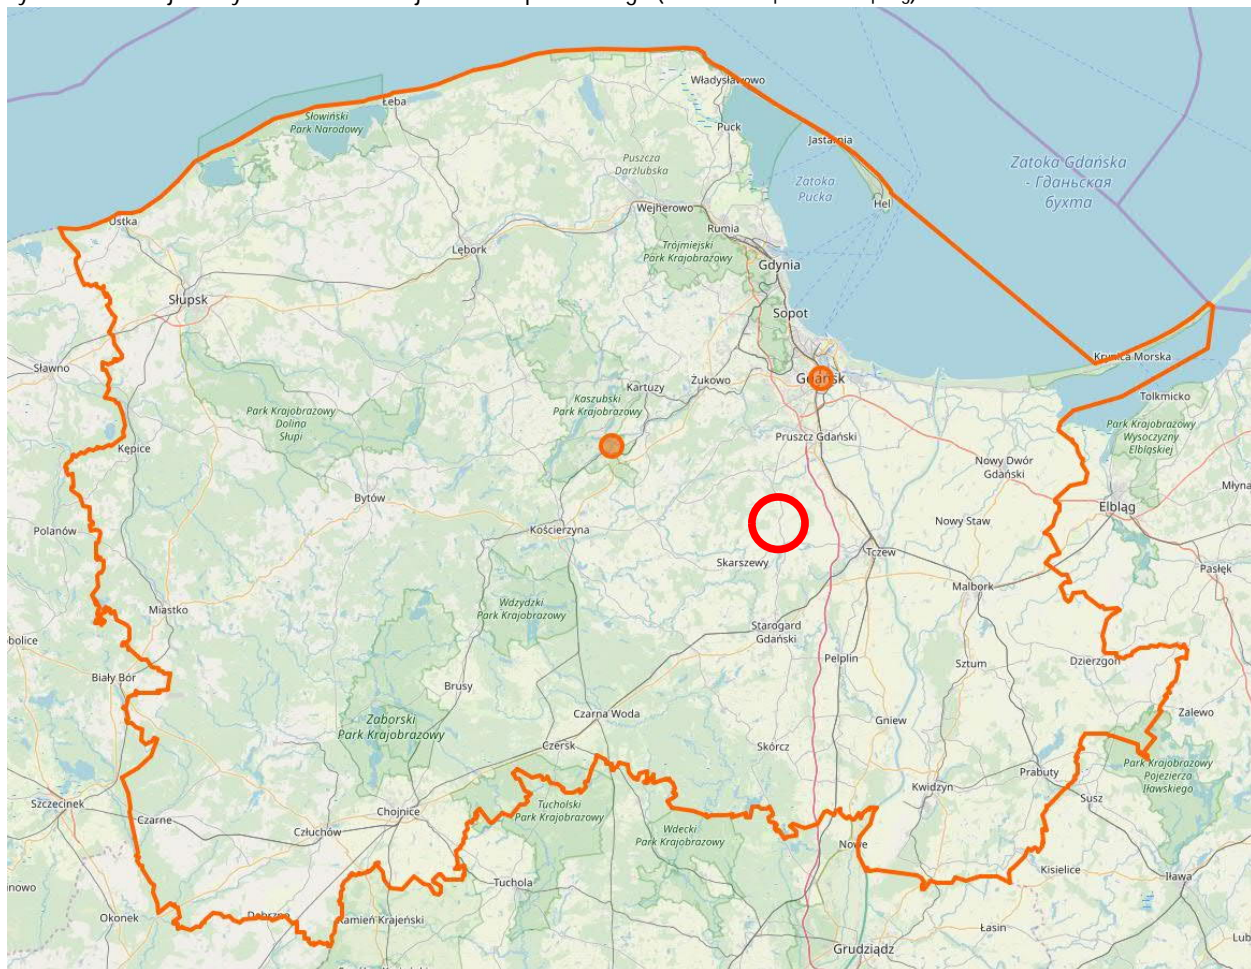 Władysławowo
Łeba
Słowiński
Park Narodowy
Puck
Jastarnia
Puszcza
Darżlubska
Zatoka Gdańska
- Гданьская
бухта
Zatoka
Pucka
Hel
Wejherowo
Ustka
Rumia
Lębork
Trójmiejski
Park Krajobrazowy
Gdynia
Słupsk
Sopot
Krynica Morska
Sławno
Gdańsk
Kartuzy
Żukowo
Kaszubski
Park Krajobrazowy
Tolkmicko
Park Krajobrazowy
Dolina
Słupi
Park Krajobrazowy
Wysoczyzny
Elbląskiej
Pruszcz Gdański
Kępice
Nowy Dwór
Gdański
Młyna
Bytów
Elbląg
Polanów
Kościerzyna
Nowy Staw
Tczew
Skarszewy
Pasłęk
Malbork
Wdzydzki
Park Krajobrazowy
Miastko
Starogard
Gdański
obolice
Pelplin
Sztum
Dzierzgoń
Biały Bór
Brusy
Czarna Woda
Zalewo
Zaborski
Park Krajobrazowy
Gniew
Czersk
Skórcz
Park Krajobrazowy
Pojezierza
Iławskiego
Prabuty
Kwidzyn
Susz
Szczecinek
Tucholski
Park Krajobrazowy
Chojnice
Czarne
Człuchów
Wdecki
Park Krajobrazowy
Nowe
Kisielice
Iława
Tuchola
anowo
Okonek
Debrzno
Kamień Krajeński
Łasin
Lub
Grudziądz